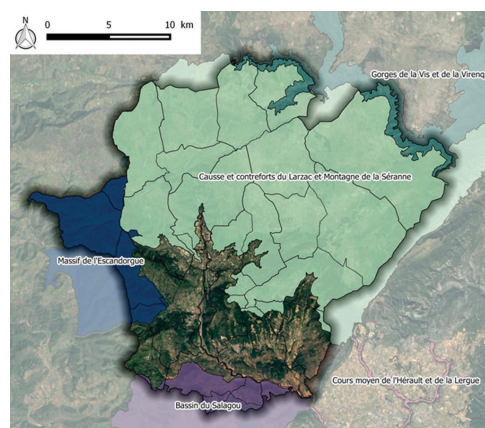 N
0 5 10 km
Gorges de la Vis et de la Virenq
Causse et contreforts du Larzac et Montagne de la Séranne
Massif de l'Escandorgue
Cours moyen de l'Hérault et de la Lergue
Bassin du Salagou